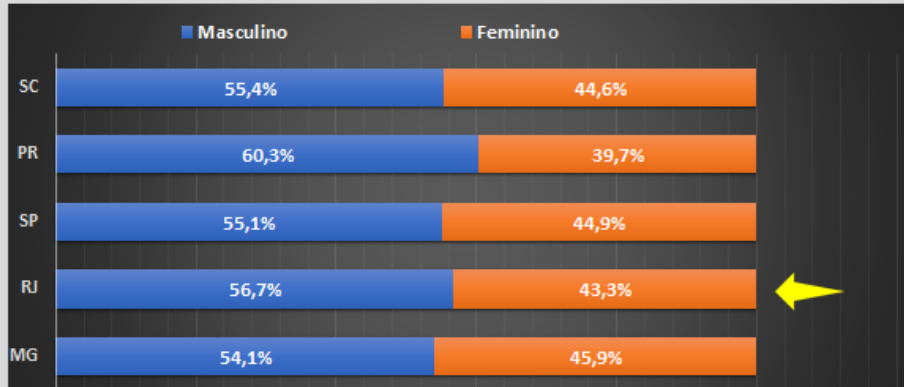 Masculino Feminino
SC 55,4% 44,6%
PR 60,3% 39,7%
SP 55,1% 44,9%
RJ 56,7% 43,3%
MG 54,1% 45,9%